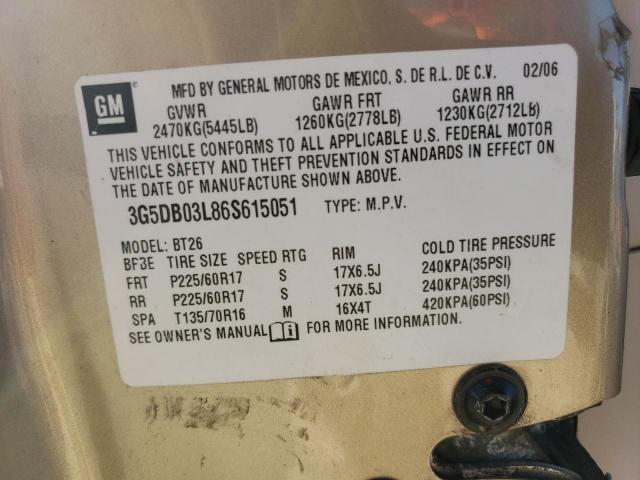 GM
MFD BY GENERAL MOTORS DE MEXICO, S. DE R.L. DE C.V. 02/06
GVWR GAWR FRT GAWR RR
2470KG(5445LB) 1260KG(2778LB) 1230KG(2712LB)
THIS VEHICLE CONFORMS TO ALL APPLICABLE U.S. FEDERAL MOTOR
VEHICLE SAFETY AND THEFT PREVENTION STANDARDS IN EFFECT ON
THE DATE OF MANUFACTURE SHOWN ABOVE.
3G5DB03L86S615051 TYPE: M.P.V.
MODEL: BT26
BF3E TIRE SIZE SPEED RTG RIM COLD TIRE PRESSURE
FRT P225/60R17 S 17X6.5J 240KPA(35PSI)
RR P225/60R17 S 17X6.5J 240KPA(35PSI)
SPA T135/70R16 M 16X4T 420KPA(60PSI)
SEE OWNER'S MANUAL FOR MORE INFORMATION.